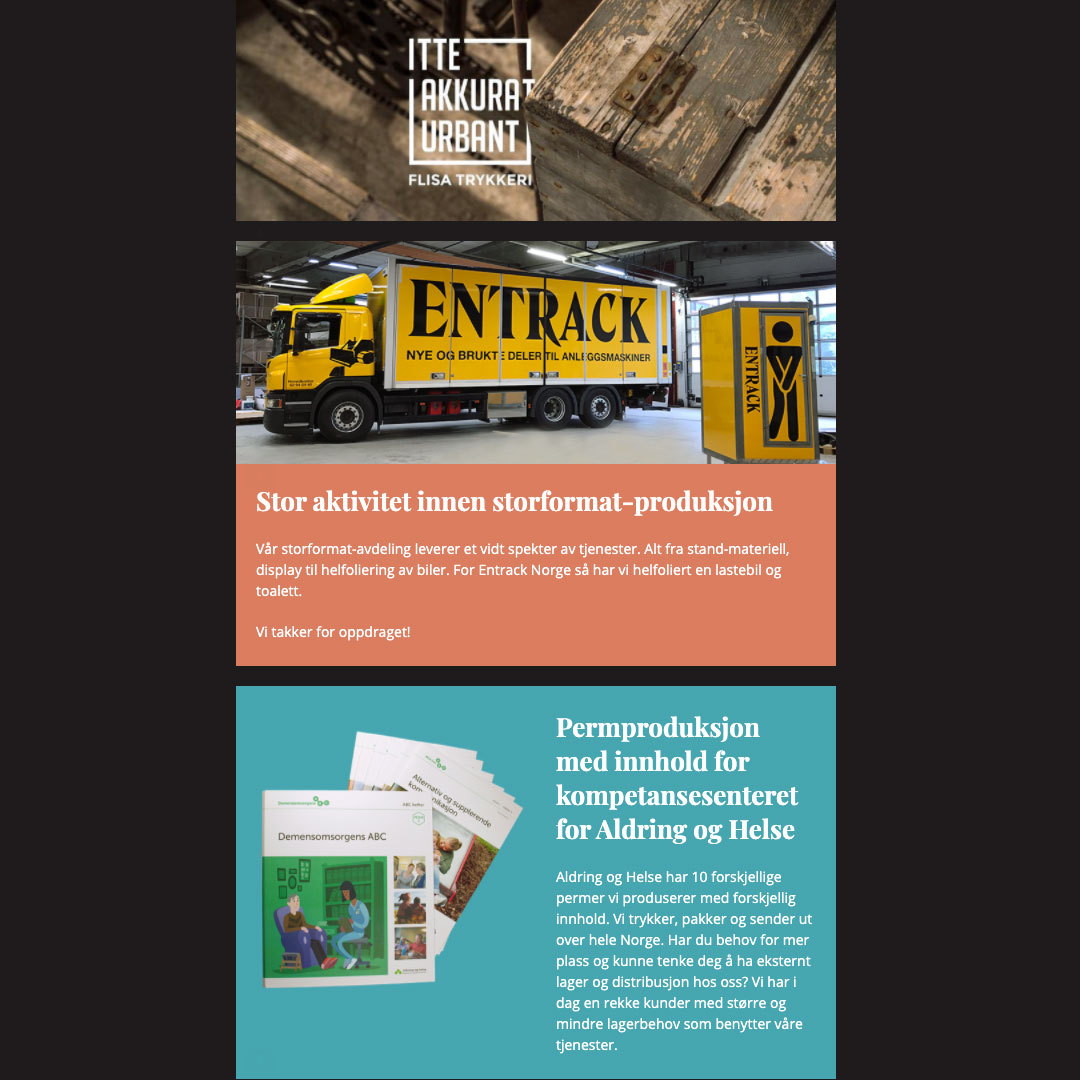 ITTE
AKKURAT
URBANT
FLISA TRYKKERI
ENTRACK
NYE OG BRUKTE DELER TIL ANLEGGSMASKINER
ENTRACK
Stor aktivitet innen storformat-produksjon
Vår storformat-avdeling leverer et vidt spekter av tjenester. Alt fra stand-materiell,
display til helfoliering av biler. For Entrack Norge så har vi helfoliert en lastebil og
toalett.
Vi takker for oppdraget!
Alternativ og supplerende
Demensomsorgens
ABC hefter
Demensomsorgens ABC
Permproduksjon
med innhold for
kompetansesenteret
for Aldring og Helse
Aldring og Helse har 10 forskjellige
permer vi produserer med forskjellig
innhold. Vi trykker, pakker og sender ut
over hele Norge. Har du behov for mer
plass og kunne tenke deg å ha eksternt
lager og distribusjon hos oss? Vi har i
dag en rekke kunder med større og
mindre lagerbehov som benytter våre
tjenester.